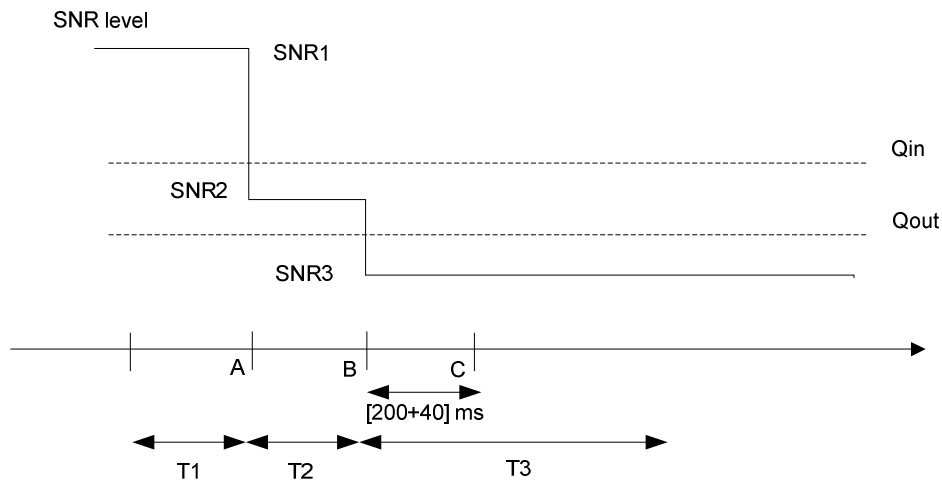 SNR level
SNR1
Qin
SNR2
Qout
SNR3
A
B
C
[200+40] ms
T1
T2
T3